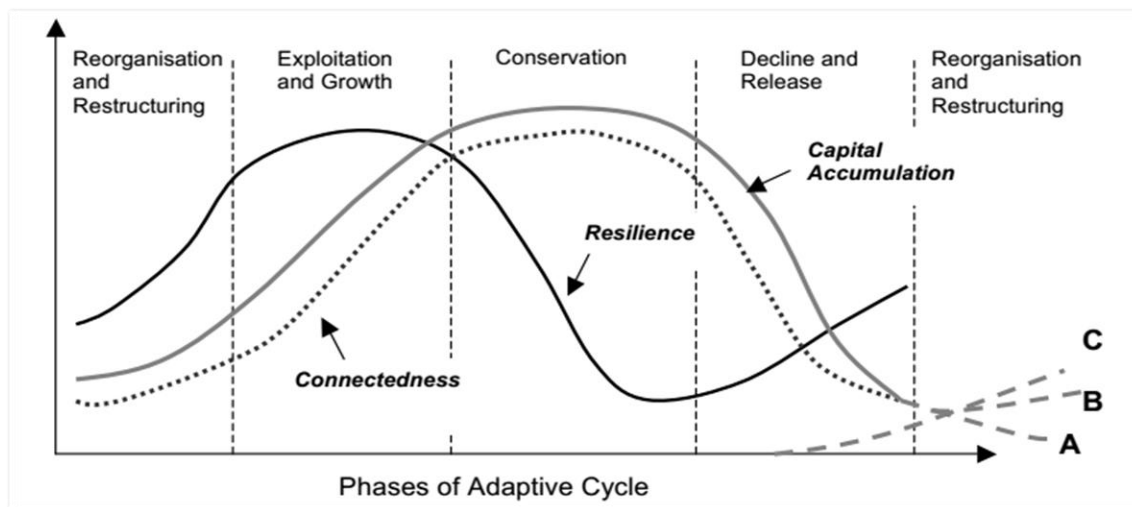 Reorganisation
and
Restructuring
Exploitation
and Growth
Conservation
Decline and
Release
Reorganisation
and
Restructuring
Capital
Accumulation
Resilience
Connectedness
C
B
A
Phases of Adaptive Cycle